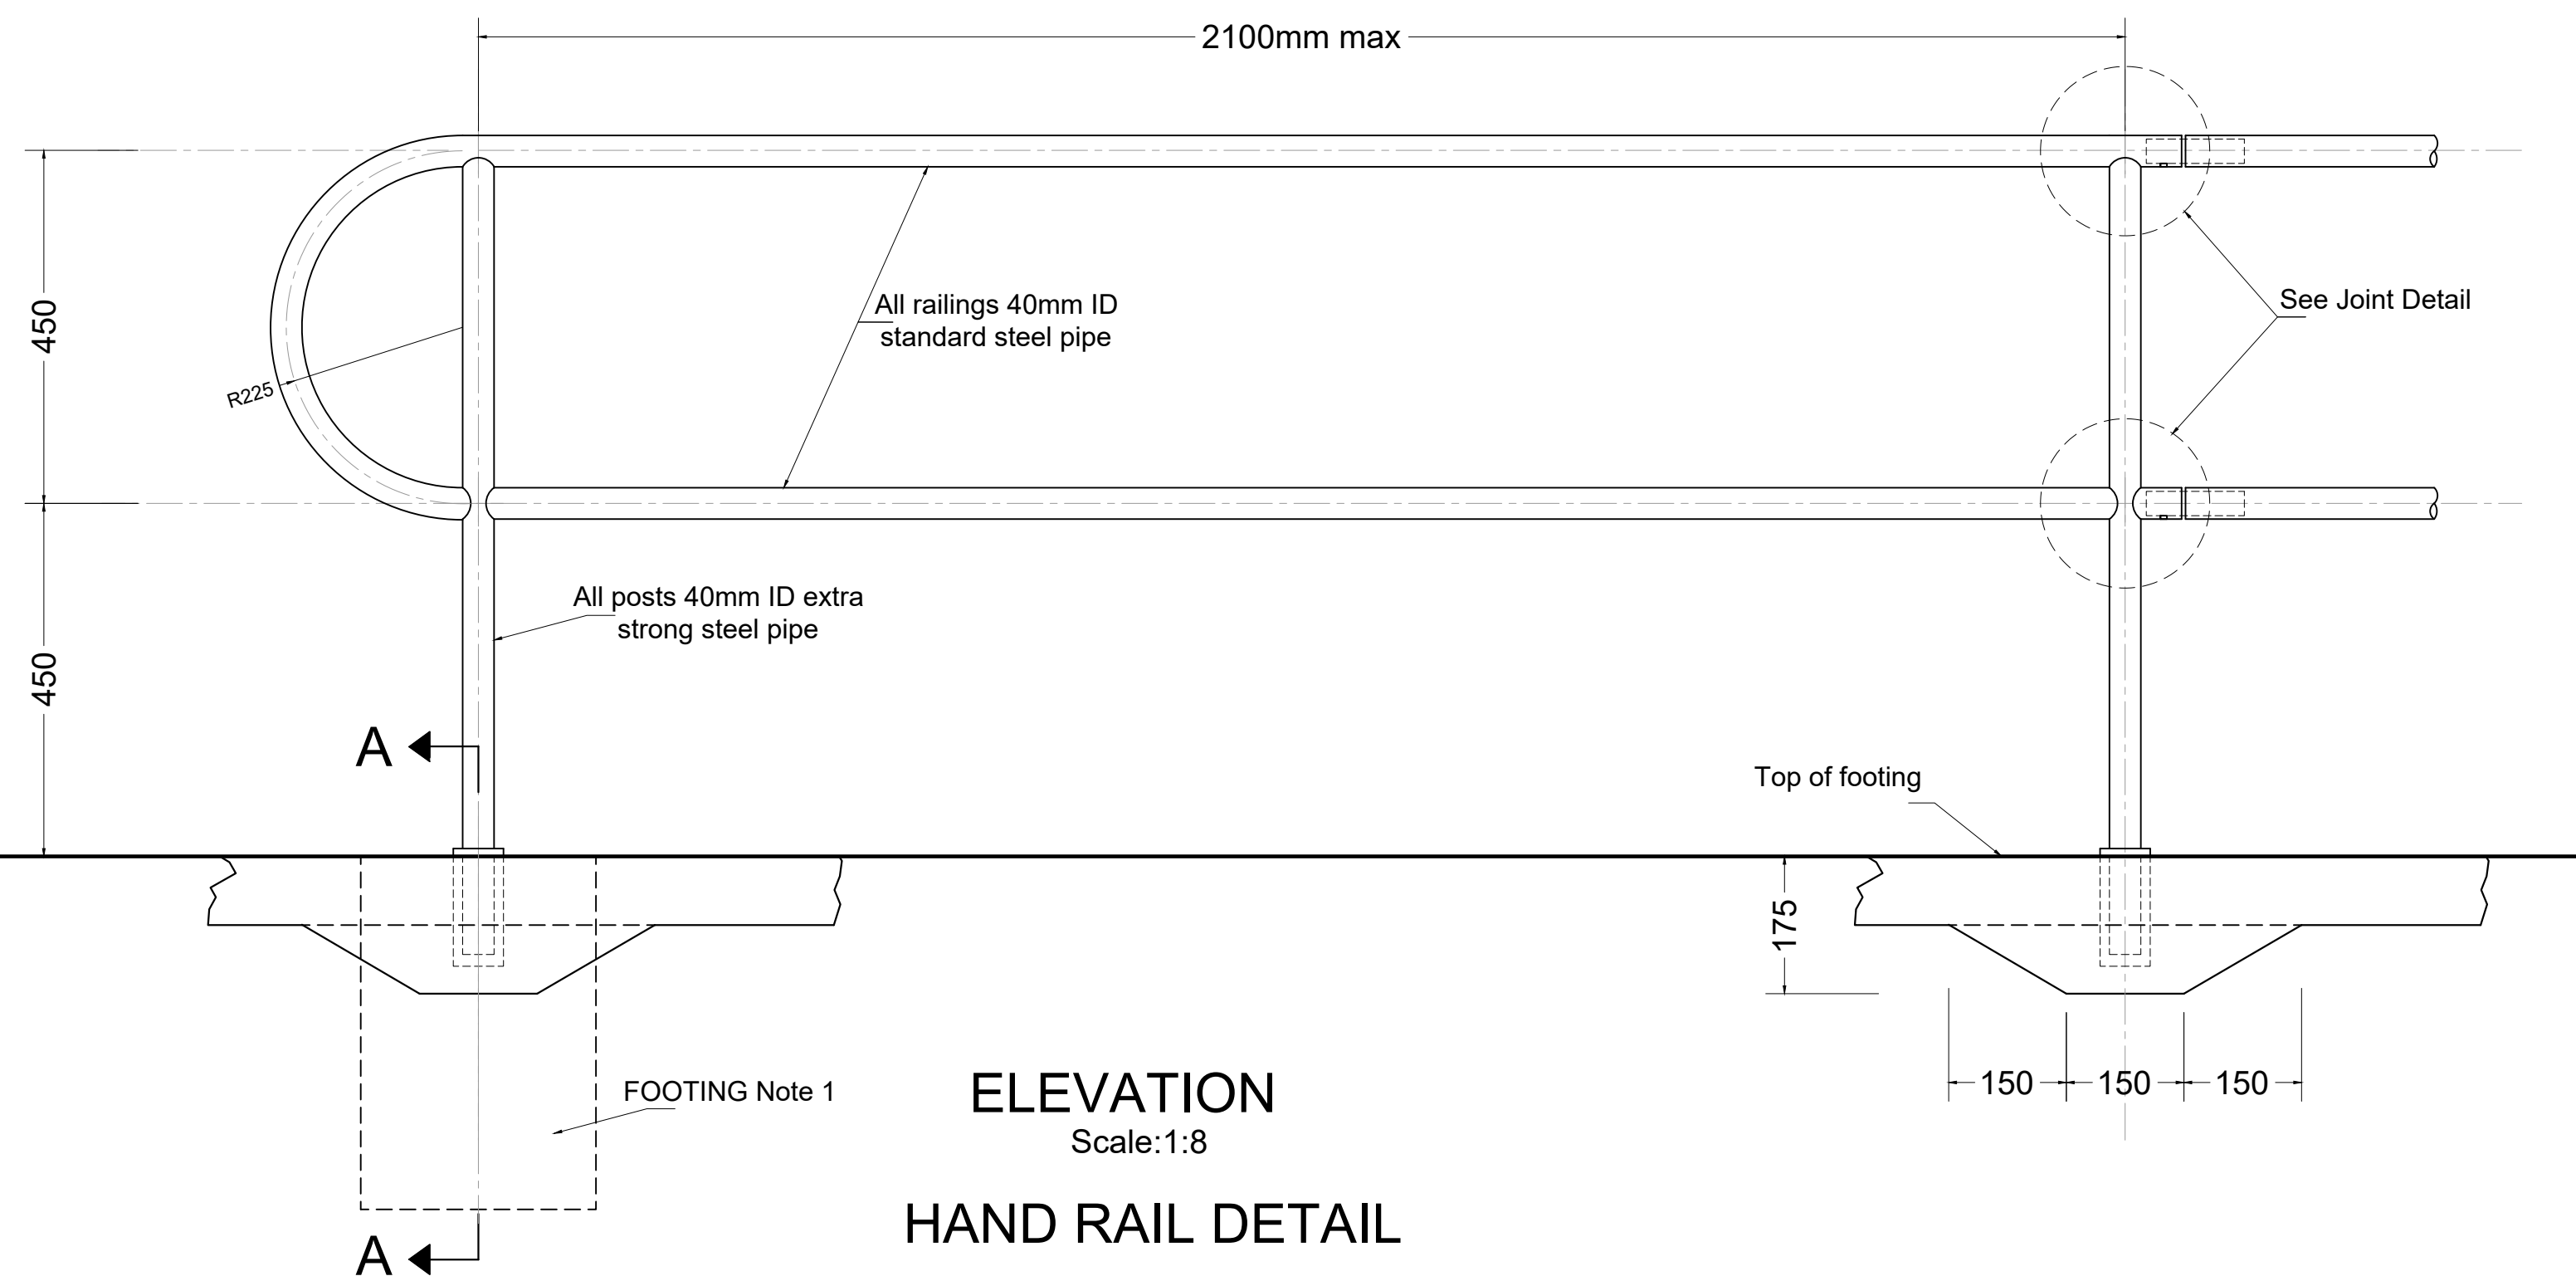 2100mm max
450
R225
All railings 40mm ID
standard steel pipe
See Joint Detail
450
All posts 40mm ID extra
strong steel pipe
A
Top of footing
175
FOOTING Note 1
150
150
150
ELEVATION
Scale:1:8
HAND RAIL DETAIL
A